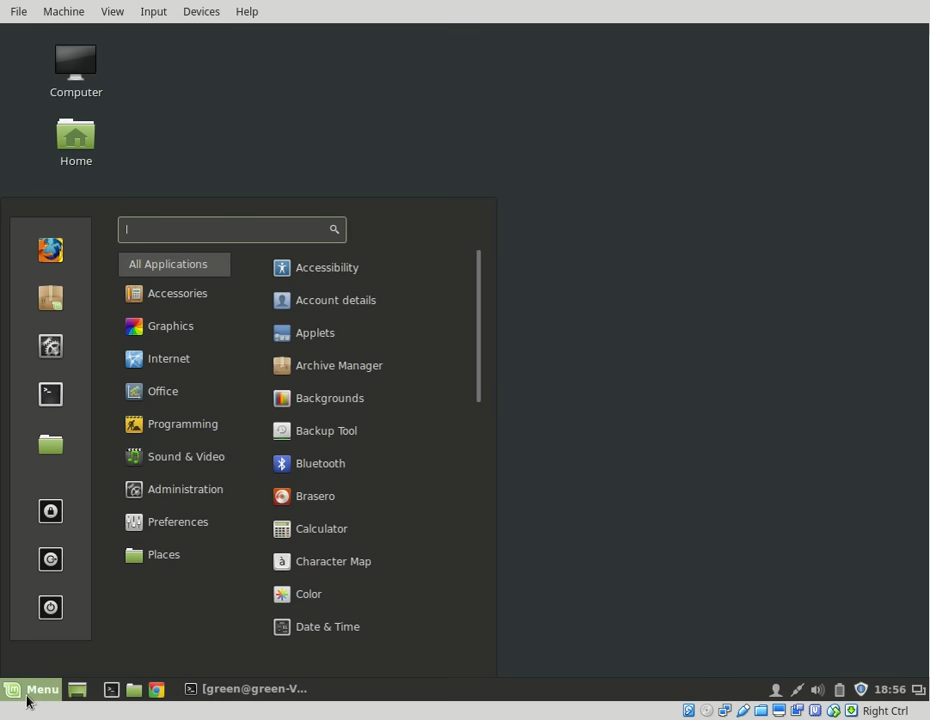 File Machine View Input Devices Help
Computer
Home
All Applications
Accessories
Graphics
Internet
Office
Programming
Sound & Video
Administration
Preferences
Places
Accessibility
Account details
Applets
Archive Manager
Backgrounds
Backup Tool
Bluetooth
Brasero
Calculator
Character Map
Color
Date & Time
Menu [green@green-V... 18:56
Right Ctrl